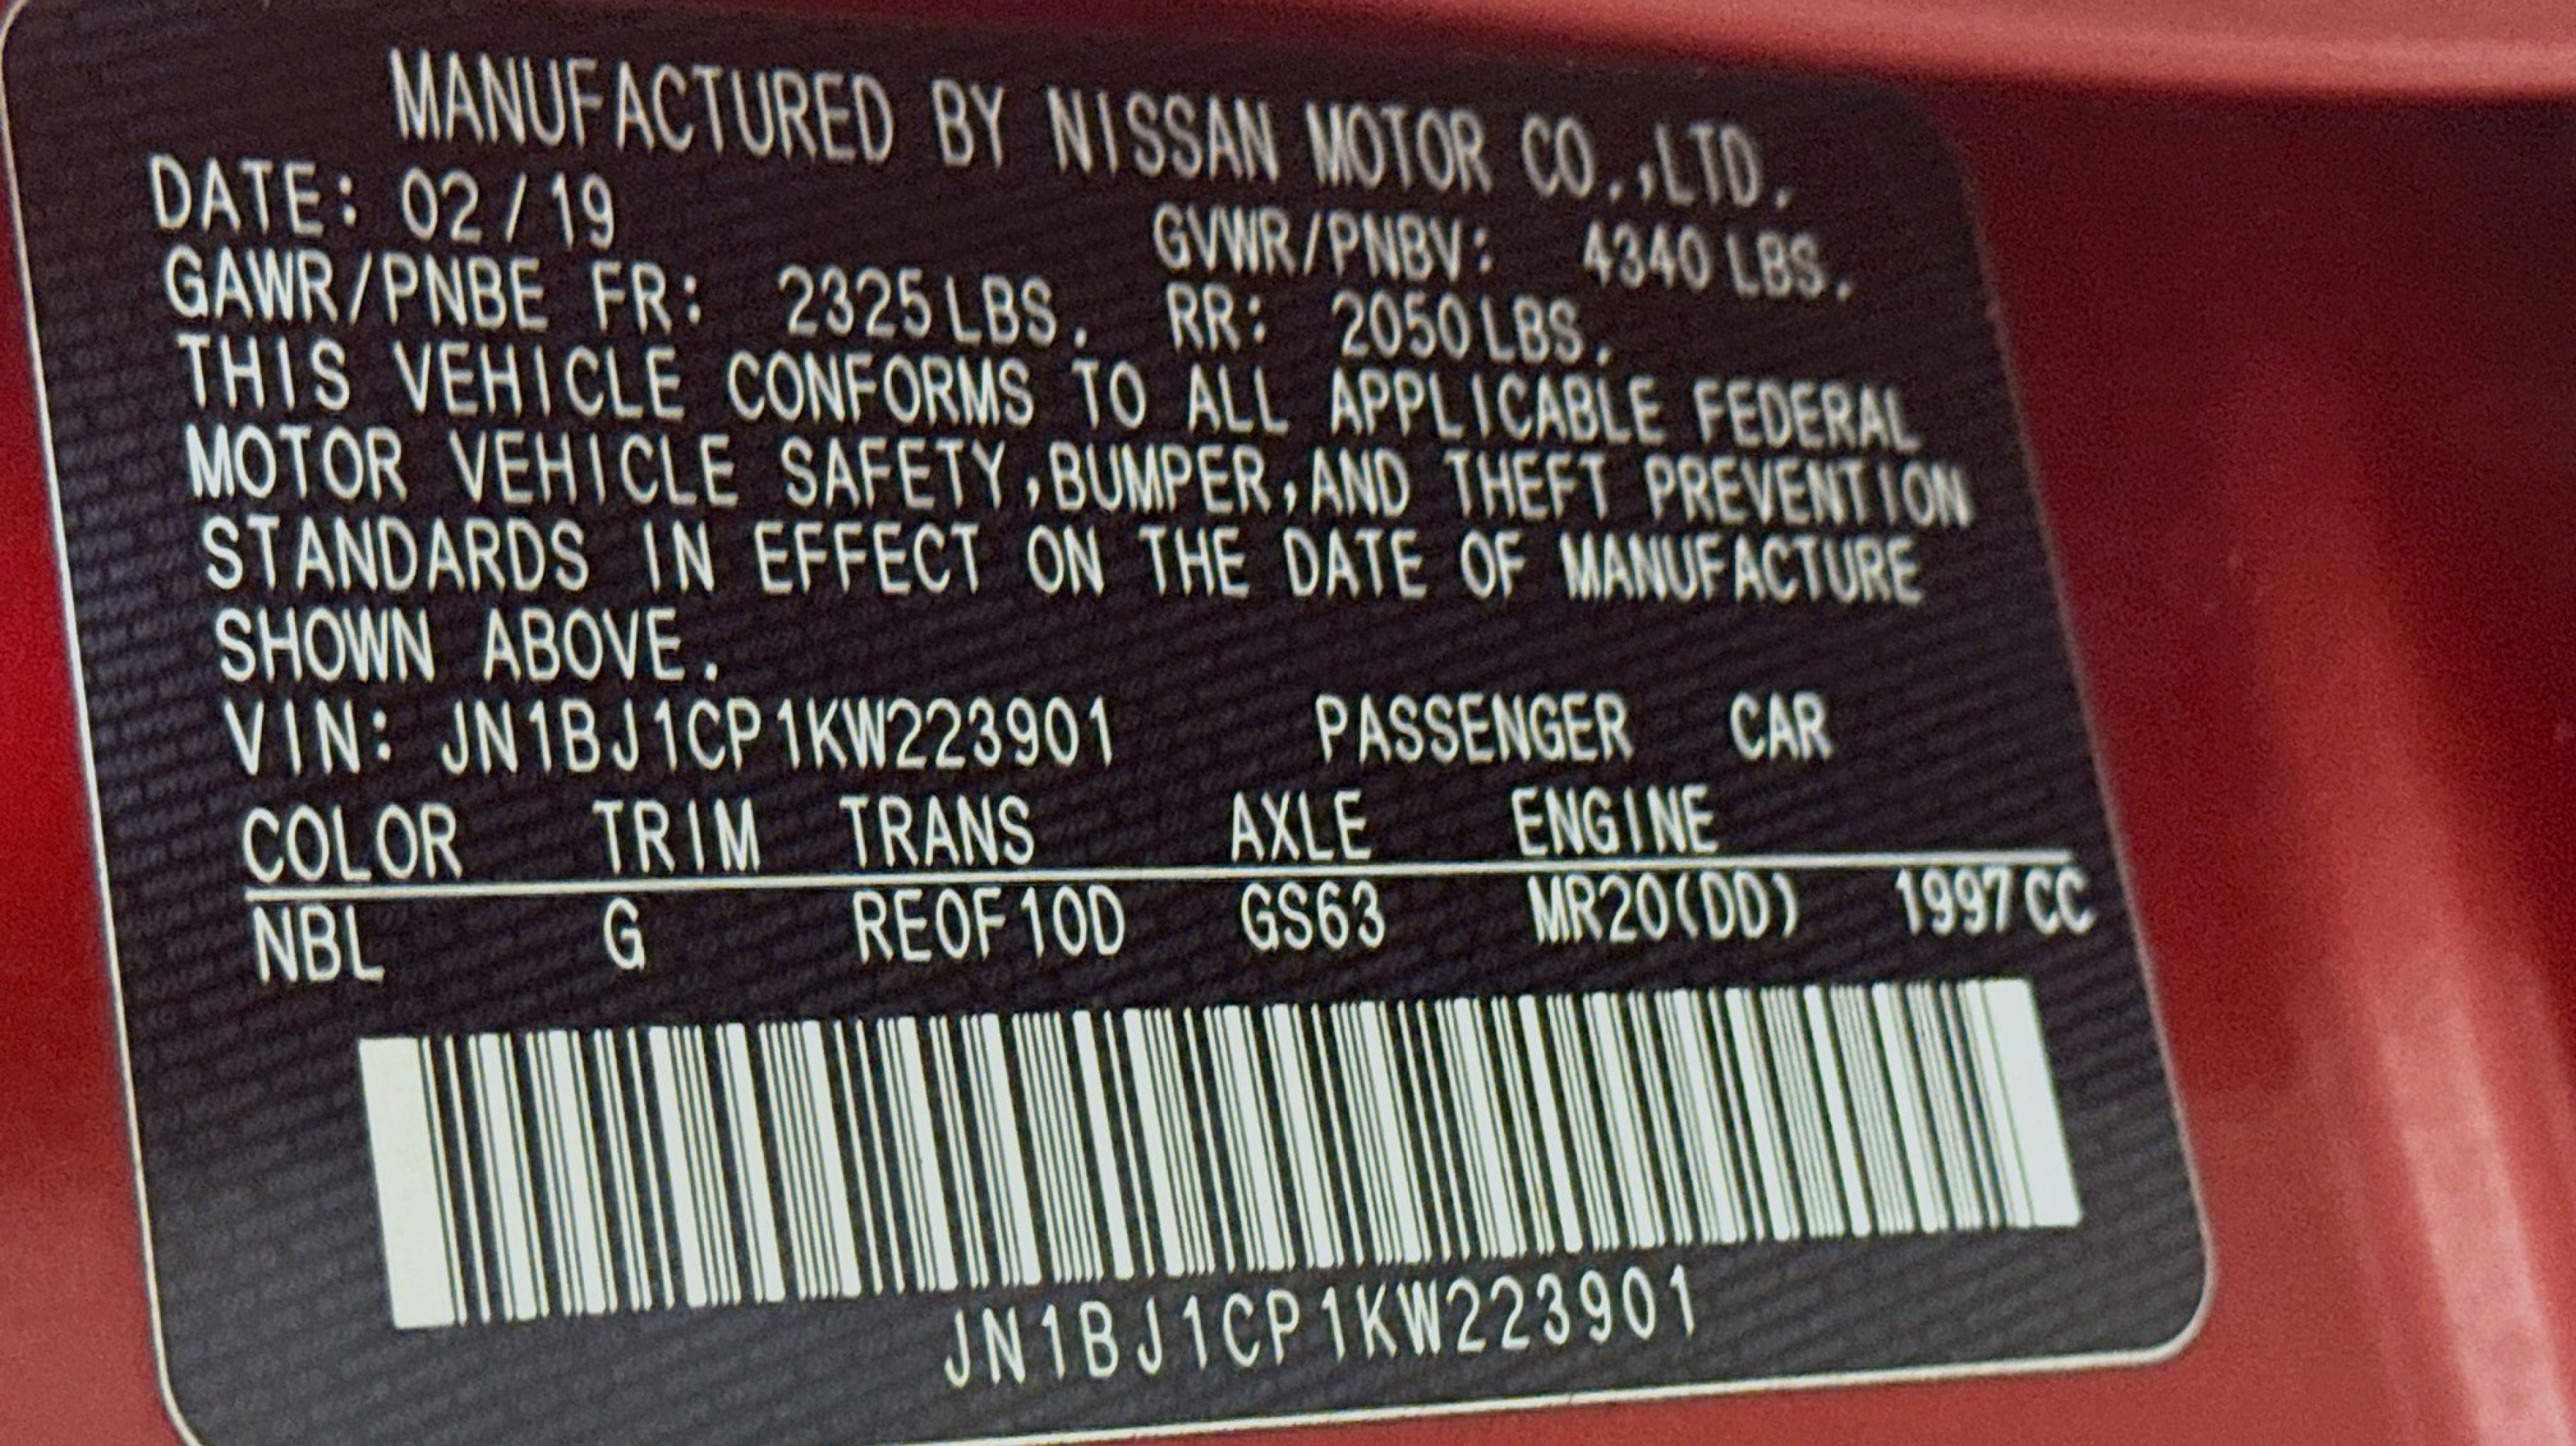 MANUFACTURED BY NISSAN MOTOR CO.,LTD.
DATE: 02/19 GVWR/PNBV: 4340 LBS.
GAWR/PNBE FR: 2325 LBS. RR: 2050 LBS.
THIS VEHICLE CONFORMS TO ALL APPLICABLE FEDERAL
MOTOR VEHICLE SAFETY,BUMPER,AND THEFT PREVENTION
STANDARDS IN EFFECT ON THE DATE OF MANUFACTURE
SHOWN ABOVE.
VIN: JN1BJ1CP1KW223901 PASSENGER CAR
COLOR TRIM TRANS AXLE ENGINE
NBL G RE0F10D GS63 MR20(DD) 1997CC
JN1BJ1CP1KW223901